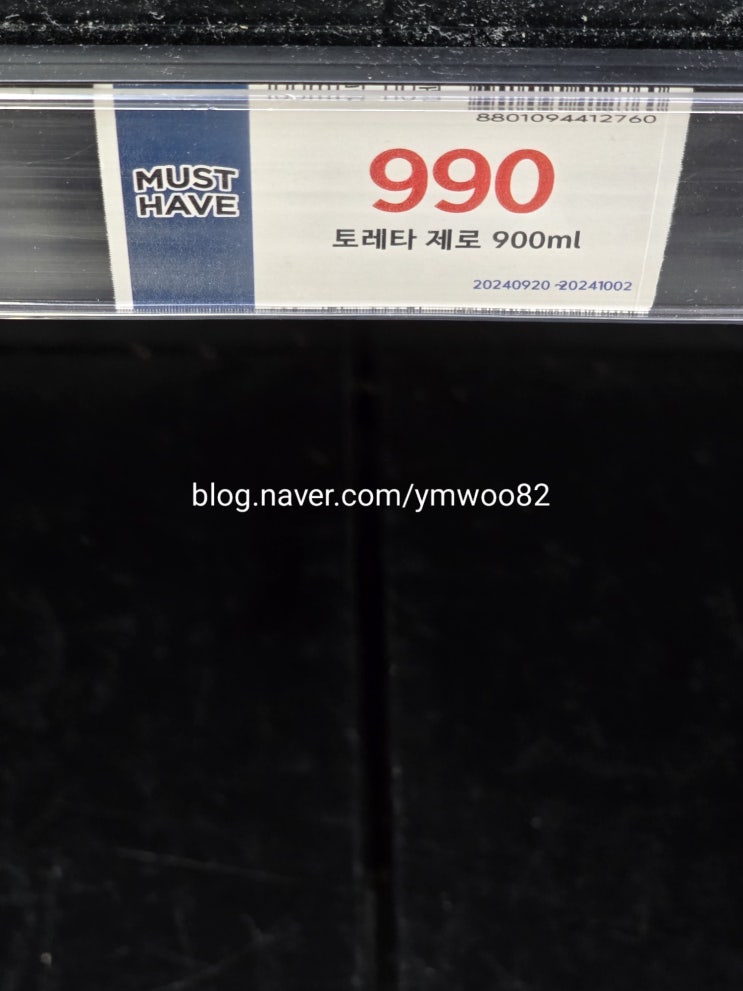 8801094412760
990
MUST
HAVE
토레타 제로 900ml
20240920 ~20241002
blog.naver.com/ymwoo82